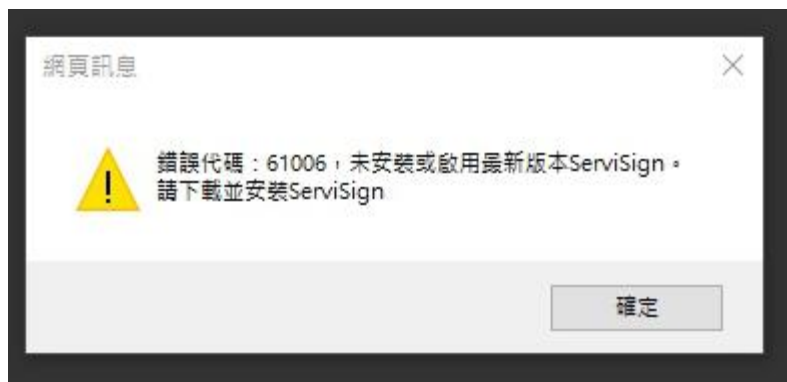 網頁訊息
錯誤代碼：61006，未安裝或啟用最新版本ServiSign。
請下載並安裝ServiSign
確定